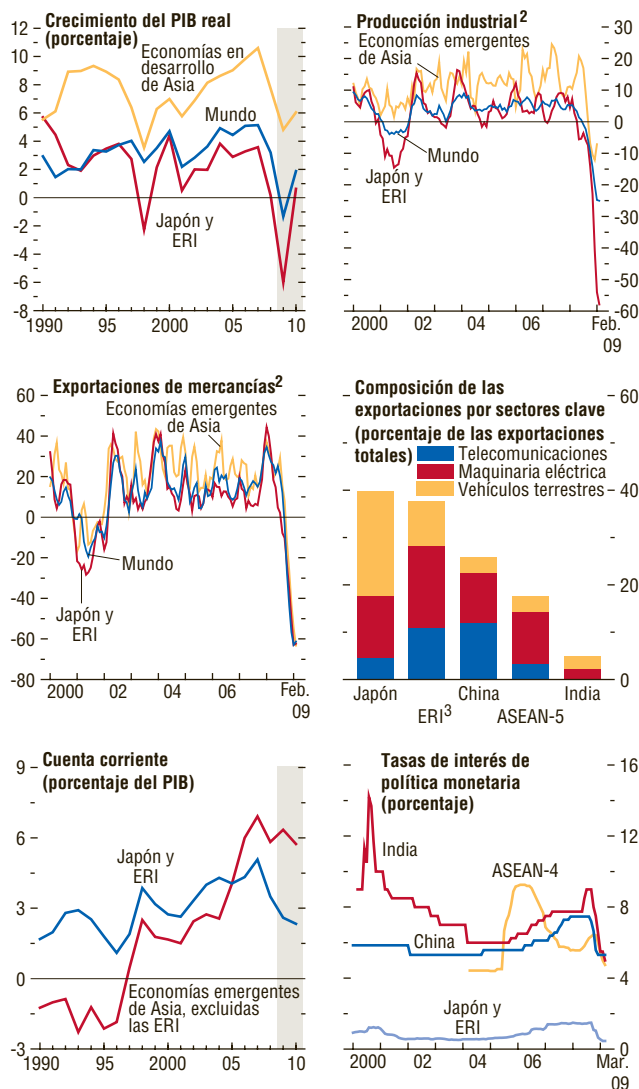 Crecimiento del PIB real
(porcentaje)
Economías en
desarrollo
de Asia
Mundo
Japón y
ERI
12
10
8
6
4
2
0
-2
-4
-6
-8
1990 95 2000 05 10
Producción industrial2
Economías emergentes
de Asia
Mundo
Japón y
ERI
30
20
10
0
-10
-20
-30
-40
-50
-60
2000 02 04 06 Feb.
09
Exportaciones de mercancías2
Economías emergentes
de Asia
Mundo
Japón y
ERI
60
40
20
0
-20
-40
-60
-80
2000 02 04 06 Feb.
09
Composición de las
exportaciones por sectores clave
(porcentaje de las exportaciones
totales)
Telecomunicaciones
Maquinaria eléctrica
Vehículos terrestres
60
40
20
0
Japón China India
ERI3 ASEAN-5
Cuenta corriente
(porcentaje del PIB)
Japón y
ERI
Economías emergentes
de Asia, excluidas
las ERI
9
6
3
0
-3
1990 95 2000 05 10
Tasas de interés de
política monetaria
(porcentaje)
India
ASEAN-4
China
Japón y
ERI
16
12
8
4
0
2000 02 04 06 Mar.
09